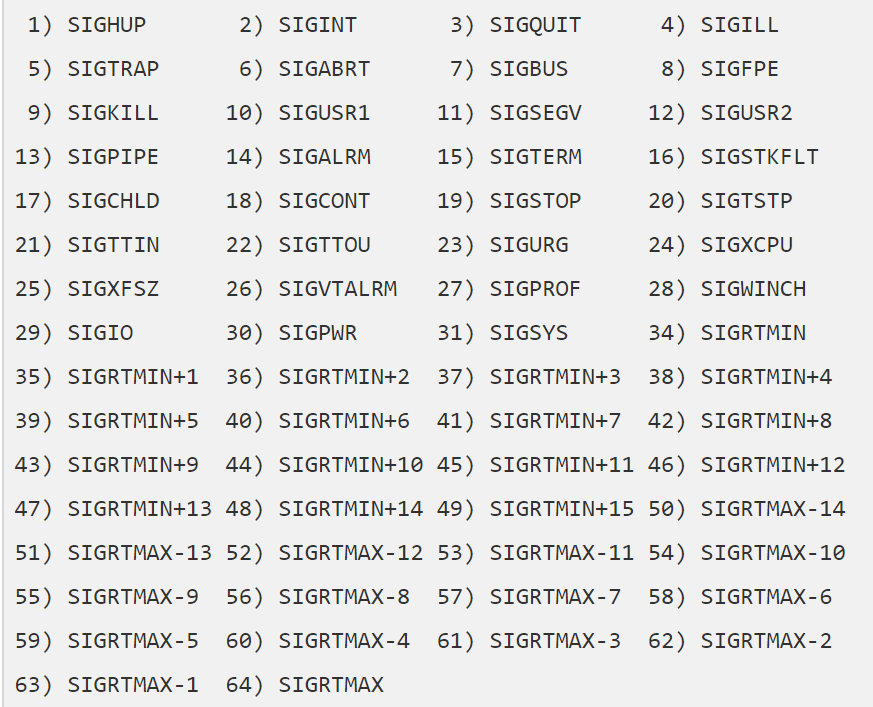 1) SIGHUP 2) SIGINT 3) SIGQUIT 4) SIGILL
5) SIGTRAP 6) SIGABRT 7) SIGBUS 8) SIGFPE
9) SIGKILL 10) SIGUSR1 11) SIGSEGV 12) SIGUSR2
13) SIGPIPE 14) SIGALRM 15) SIGTERM 16) SIGSTKFLT
17) SIGCHLD 18) SIGCONT 19) SIGSTOP 20) SIGTSTP
21) SIGTTIN 22) SIGTTOU 23) SIGURG 24) SIGXCPU
25) SIGXFSZ 26) SIGVTALRM 27) SIGPROF 28) SIGWINCH
29) SIGIO 30) SIGPWR 31) SIGSYS 34) SIGRTMIN
35) SIGRTMIN+1 36) SIGRTMIN+2 37) SIGRTMIN+3 38) SIGRTMIN+4
39) SIGRTMIN+5 40) SIGRTMIN+6 41) SIGRTMIN+7 42) SIGRTMIN+8
43) SIGRTMIN+9 44) SIGRTMIN+10 45) SIGRTMIN+11 46) SIGRTMIN+12
47) SIGRTMIN+13 48) SIGRTMIN+14 49) SIGRTMIN+15 50) SIGRTMAX-14
51) SIGRTMAX-13 52) SIGRTMAX-12 53) SIGRTMAX-11 54) SIGRTMAX-10
55) SIGRTMAX-9 56) SIGRTMAX-8 57) SIGRTMAX-7 58) SIGRTMAX-6
59) SIGRTMAX-5 60) SIGRTMAX-4 61) SIGRTMAX-3 62) SIGRTMAX-2
63) SIGRTMAX-1 64) SIGRTMAX